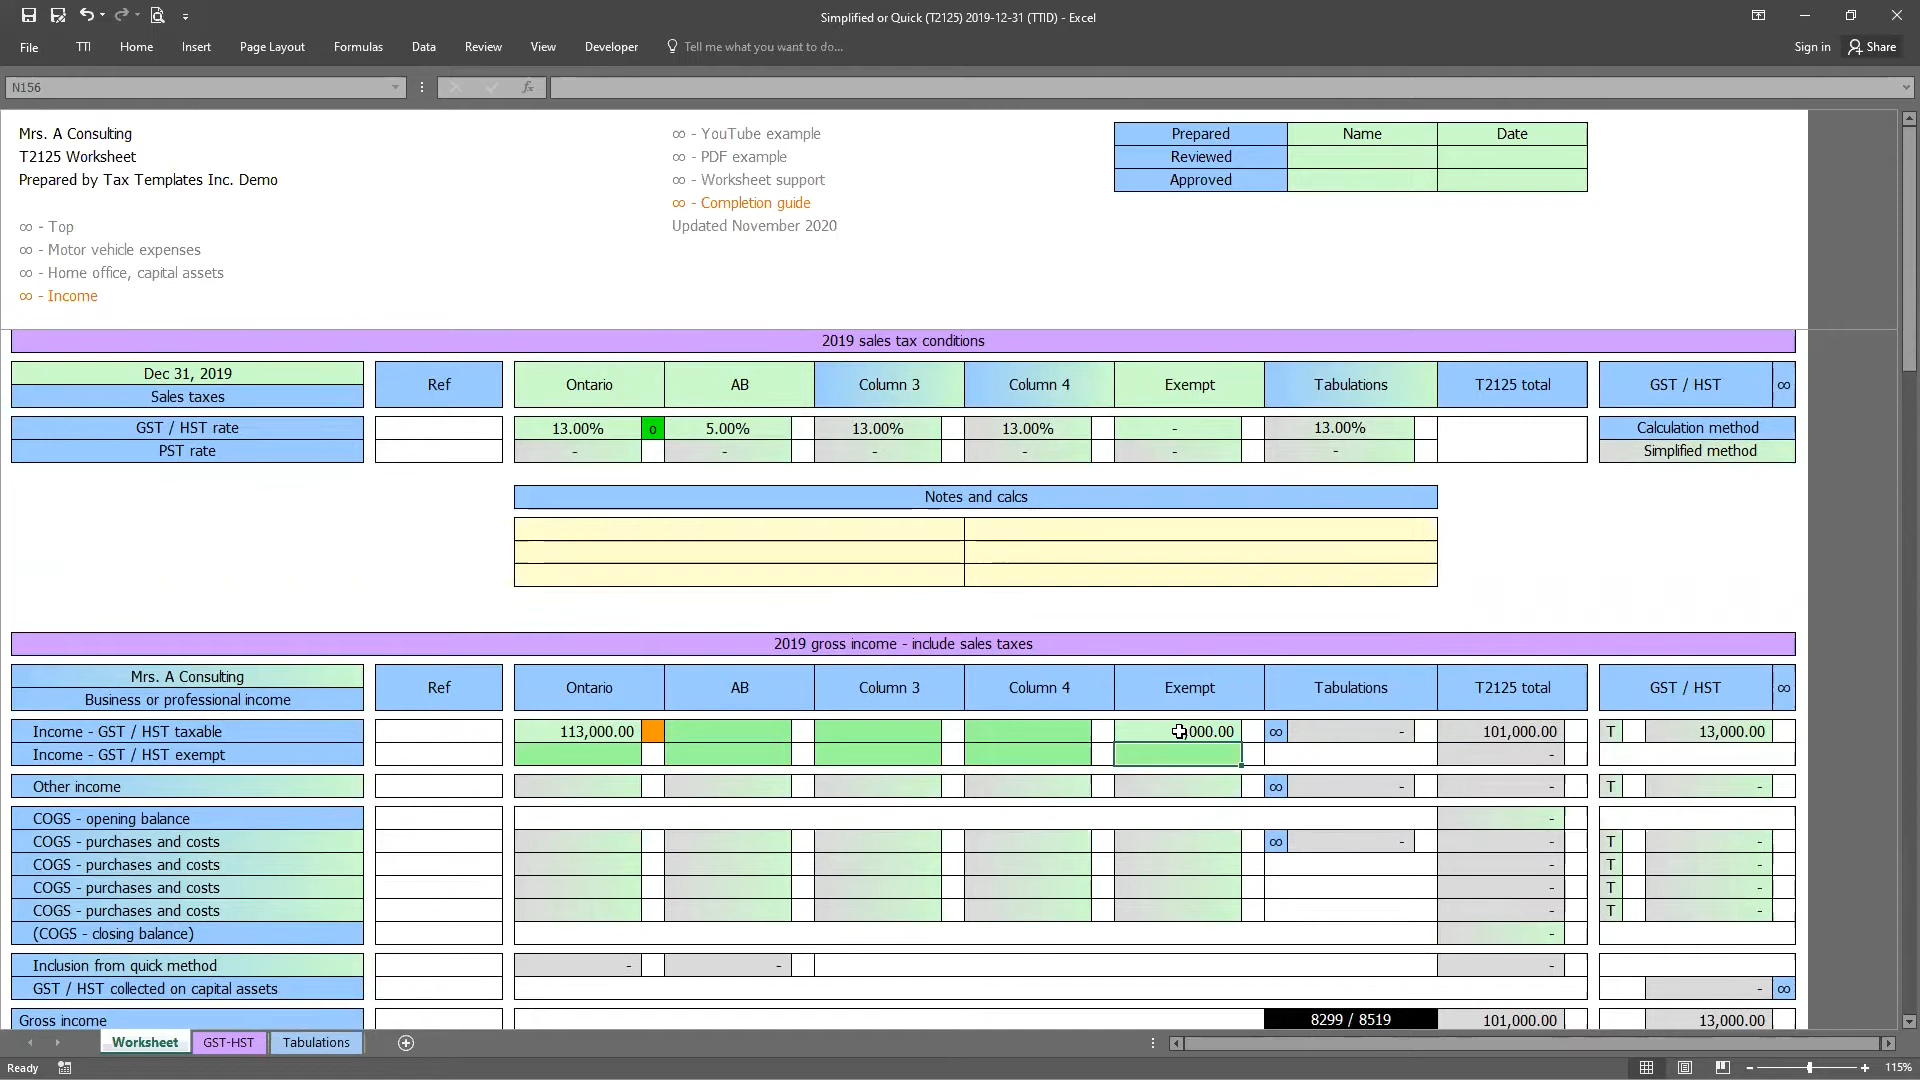 Simplified or Quick (T2125) 2019-12-31 (TTID) - Excel
File TTI Home Insert Page Layout Formulas Data Review View Developer Tell me what you want to do... Sign in Share
N156 fx
Mrs. A Consulting
T2125 Worksheet
Prepared by Tax Templates Inc. Demo
∞ - Top
∞ - Motor vehicle expenses
∞ - Home office, capital assets
∞ - Income
∞ - YouTube example
∞ - PDF example
∞ - Worksheet support
∞ - Completion guide
Updated November 2020
Prepared Name Date
Reviewed
Approved
2019 sales tax conditions
Dec 31, 2019
Sales taxes
Ref Ontario AB Column 3 Column 4 Exempt Tabulations T2125 total GST / HST ∞
GST / HST rate 13.00% o 5.00% 13.00% 13.00% - 13.00% Calculation method
PST rate - - - - - - Simplified method
Notes and calcs
2019 gross income - include sales taxes
Mrs. A Consulting
Business or professional income
Ref Ontario AB Column 3 Column 4 Exempt Tabulations T2125 total GST / HST ∞
Income - GST / HST taxable 113,000.00 000.00 ∞ - 101,000.00 T 13,000.00
Income - GST / HST exempt -
Other income ∞ - - T -
COGS - opening balance -
COGS - purchases and costs ∞ - - T -
COGS - purchases and costs - T -
COGS - purchases and costs - T -
COGS - purchases and costs - T -
(COGS - closing balance) -
Inclusion from quick method - - -
GST / HST collected on capital assets - ∞
Gross income 8299 / 8519 101,000.00 13,000.00
Worksheet GST-HST Tabulations
Ready 115%